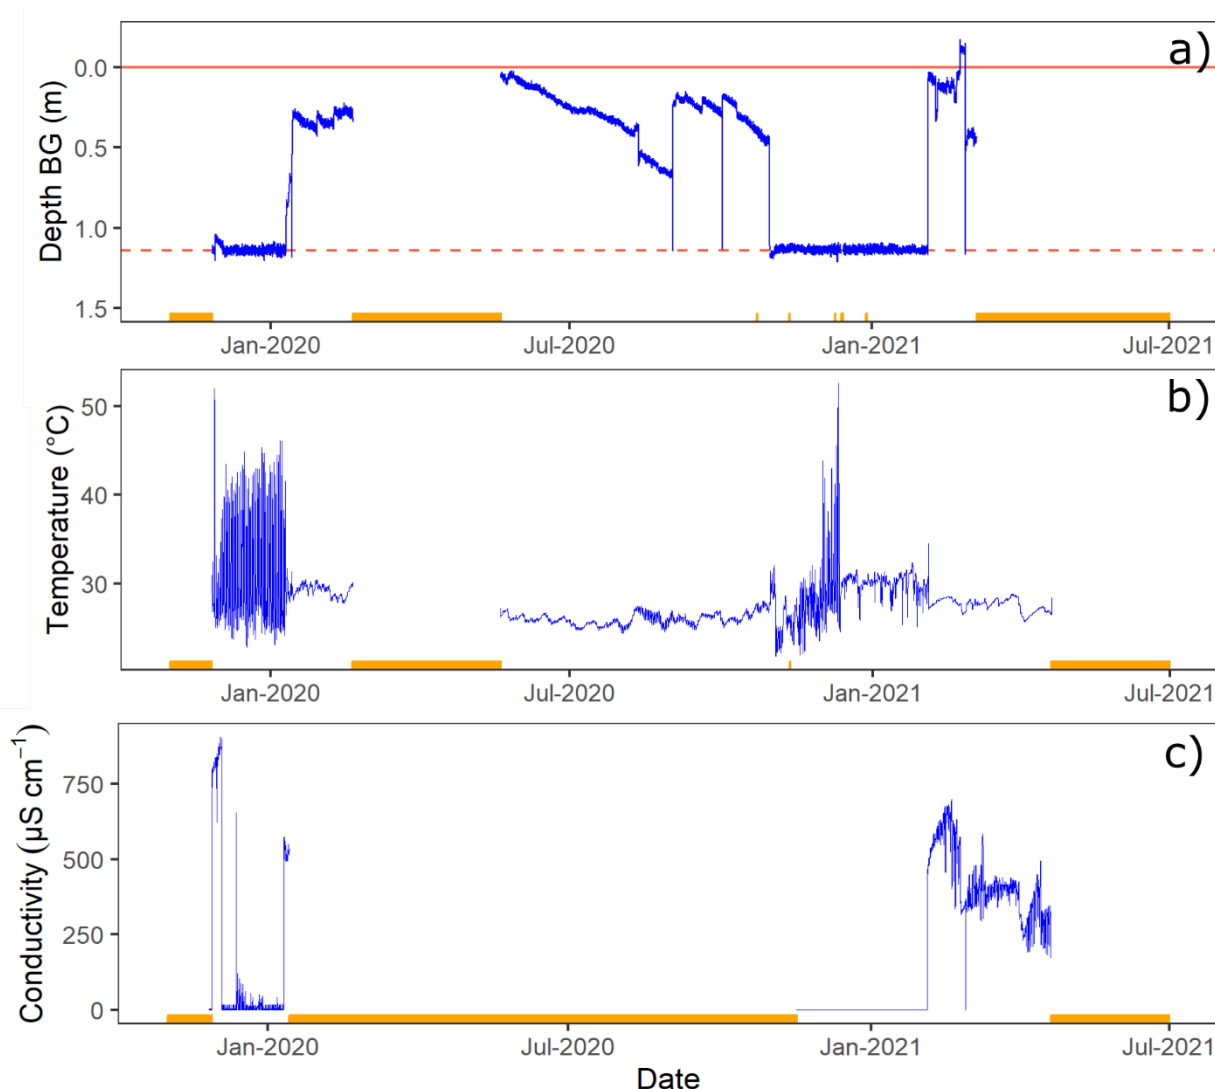 a)
Depth BG (m)
0.0
0.5
1.0
1.5
Jan-2020 Jul-2020 Jan-2021 Jul-2021
b)
Temperature (°C)
50
40
30
Jan-2020 Jul-2020 Jan-2021 Jul-2021
c)
Conductivity (µS cm⁻¹)
750
500
250
0
Jan-2020 Jul-2020 Jan-2021 Jul-2021
Date